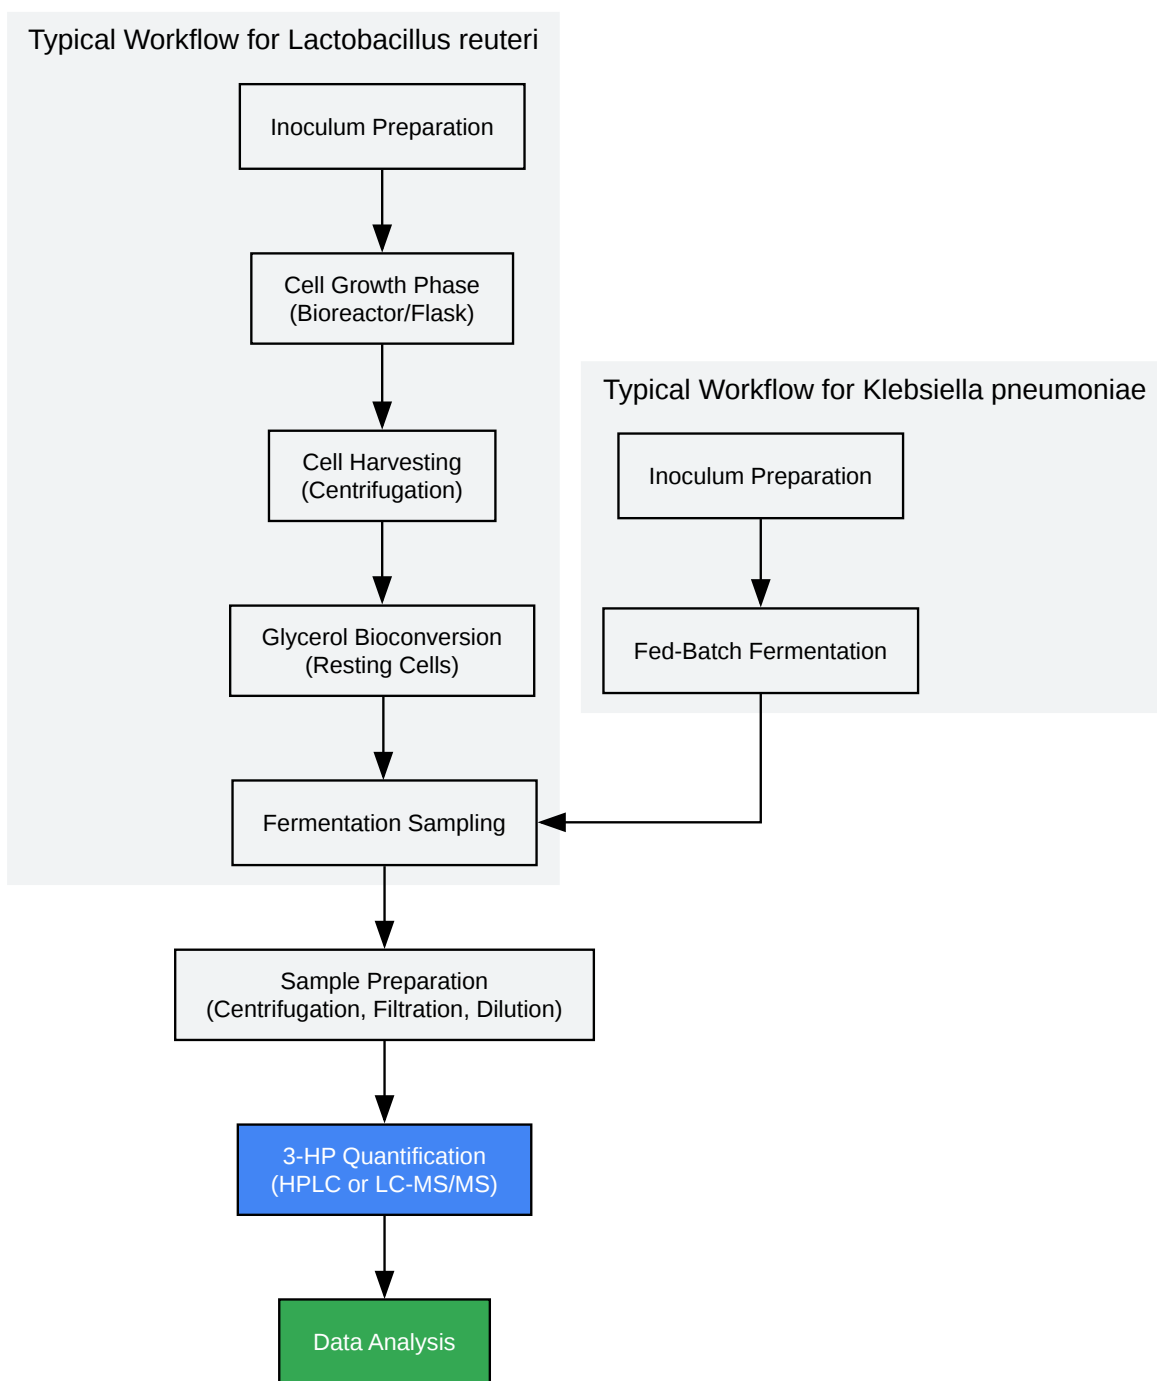 Typical Workflow for Lactobacillus reuteri
Inoculum Preparation
Cell Growth Phase
(Bioreactor/Flask)
Cell Harvesting
(Centrifugation)
Glycerol Bioconversion
(Resting Cells)
Fermentation Sampling
Typical Workflow for Klebsiella pneumoniae
Inoculum Preparation
Fed-Batch Fermentation
Sample Preparation
(Centrifugation, Filtration, Dilution)
3-HP Quantification
(HPLC or LC-MS/MS)
Data Analysis